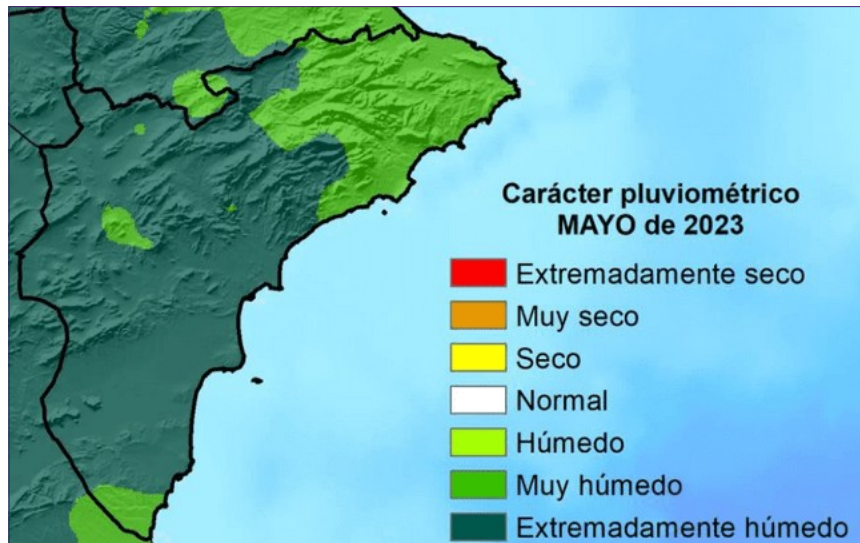 Carácter pluviométrico
MAYO de 2023
Extremadamente seco
Muy seco
Seco
Normal
Húmedo
Muy húmedo
Extremadamente húmedo